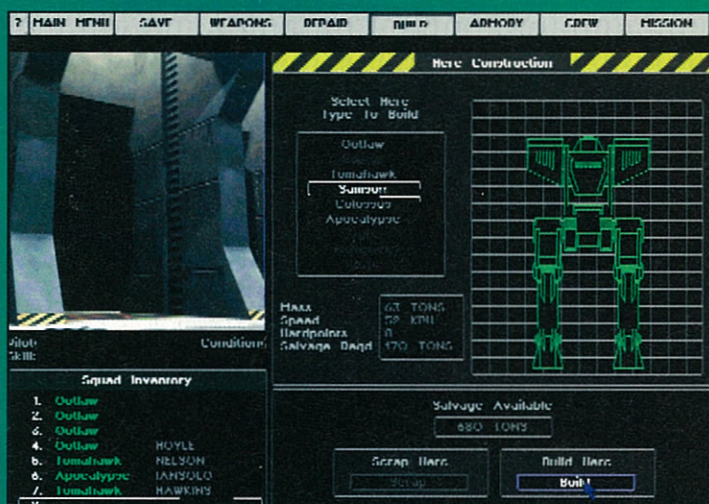 ? MAIN MENU SAVE WEAPONS REPAIR BUILD ARMORY CREW MISSION
Herc Construction
Select Herc
Type To Build
Outlaw
Tomahawk
Samson
Colossus
Apocalypse
Mass 63 TONS
Speed
Hardpoints 8
Salvage Reqd 170 TONS
Pilot: Condition:
Skill:
Squad Inventory
1. Outlaw
2. Outlaw
3. Outlaw
4. Outlaw HOYLE
5. Tomahawk NELSON
6. Apocalypse IANSOLO
7. Tomahawk HAWKINS
Salvage Available
680 TONS
Scrap Herc Build Herc
Scrap Build